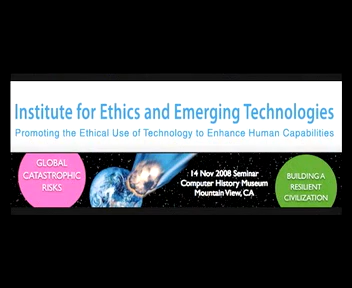 Institute for Ethics and Emerging Technologies
Promoting the Ethical Use of Technology to Enhance Human Capabilities
GLOBAL
CATASTROPHIC
RISKS
14 Nov 2008 Seminar
Computer History Museum
Mountain View, CA
BUILDING A
RESILIENT
CIVILIZATION